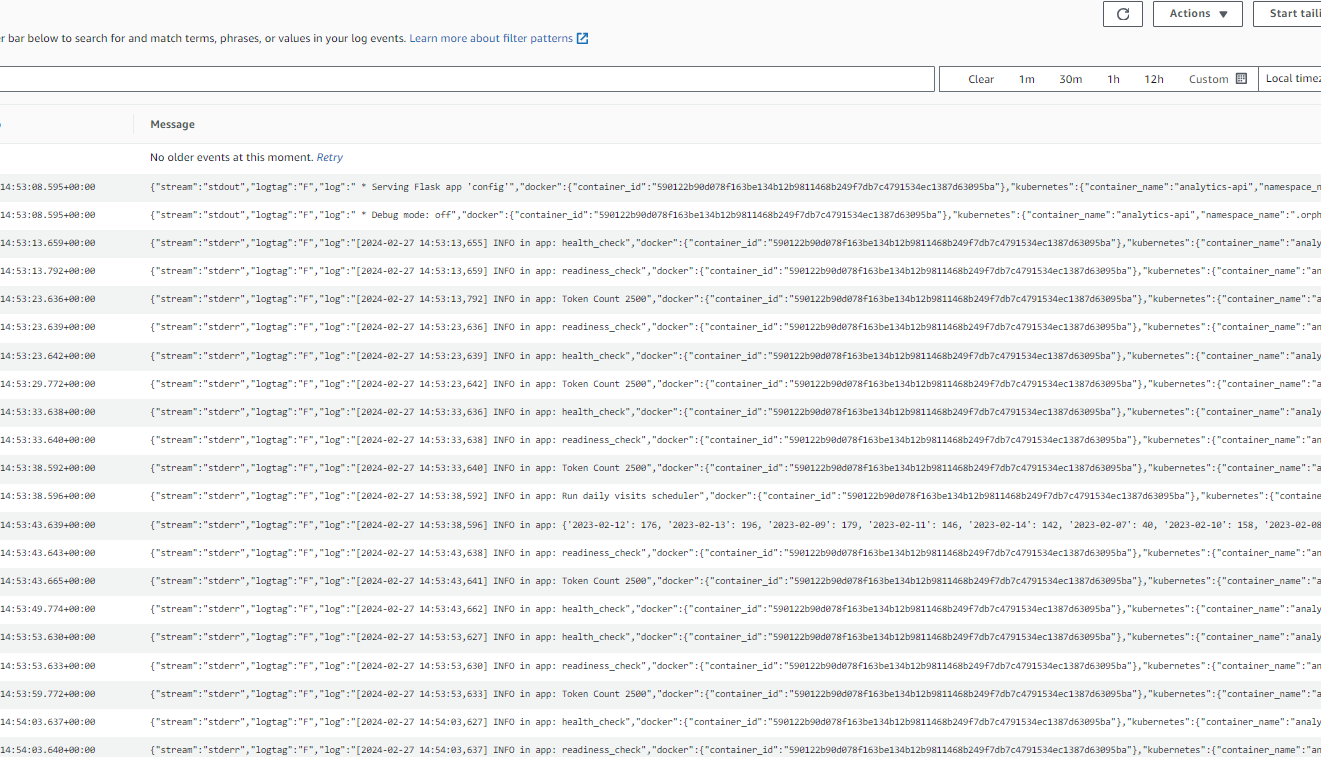 Actions ▼ Start taili
r bar below to search for and match terms, phrases, or values in your log events. Learn more about filter patterns
Clear 1m 30m 1h 12h Custom Local timez
Message
No older events at this moment. Retry
14:53:08.595+00:00 {"stream":"stdout","logtag":"F","log":" * Serving Flask app 'config'","docker":{"container_id":"590122b90d078f163be134b12b9811468b249f7db7c4791534ec1387d63095ba"},"kubernetes":{"container_name":"analytics-api","namespace_n
14:53:08.595+00:00 {"stream":"stdout","logtag":"F","log":" * Debug mode: off","docker":{"container_id":"590122b90d078f163be134b12b9811468b249f7db7c4791534ec1387d63095ba"},"kubernetes":{"container_name":"analytics-api","namespace_name":".orph
14:53:13.659+00:00 {"stream":"stderr","logtag":"F","log":"[2024-02-27 14:53:13,655] INFO in app: health_check","docker":{"container_id":"590122b90d078f163be134b12b9811468b249f7db7c4791534ec1387d63095ba"},"kubernetes":{"container_name":"analy
14:53:13.792+00:00 {"stream":"stderr","logtag":"F","log":"[2024-02-27 14:53:13,659] INFO in app: readiness_check","docker":{"container_id":"590122b90d078f163be134b12b9811468b249f7db7c4791534ec1387d63095ba"},"kubernetes":{"container_name":"an
14:53:23.636+00:00 {"stream":"stderr","logtag":"F","log":"[2024-02-27 14:53:13,792] INFO in app: Token Count 2500","docker":{"container_id":"590122b90d078f163be134b12b9811468b249f7db7c4791534ec1387d63095ba"},"kubernetes":{"container_name":"a
14:53:23.639+00:00 {"stream":"stderr","logtag":"F","log":"[2024-02-27 14:53:23,636] INFO in app: readiness_check","docker":{"container_id":"590122b90d078f163be134b12b9811468b249f7db7c4791534ec1387d63095ba"},"kubernetes":{"container_name":"an
14:53:23.642+00:00 {"stream":"stderr","logtag":"F","log":"[2024-02-27 14:53:23,639] INFO in app: health_check","docker":{"container_id":"590122b90d078f163be134b12b9811468b249f7db7c4791534ec1387d63095ba"},"kubernetes":{"container_name":"analy
14:53:29.772+00:00 {"stream":"stderr","logtag":"F","log":"[2024-02-27 14:53:23,642] INFO in app: Token Count 2500","docker":{"container_id":"590122b90d078f163be134b12b9811468b249f7db7c4791534ec1387d63095ba"},"kubernetes":{"container_name":"a
14:53:33.638+00:00 {"stream":"stderr","logtag":"F","log":"[2024-02-27 14:53:33,636] INFO in app: health_check","docker":{"container_id":"590122b90d078f163be134b12b9811468b249f7db7c4791534ec1387d63095ba"},"kubernetes":{"container_name":"analy
14:53:33.640+00:00 {"stream":"stderr","logtag":"F","log":"[2024-02-27 14:53:33,638] INFO in app: readiness_check","docker":{"container_id":"590122b90d078f163be134b12b9811468b249f7db7c4791534ec1387d63095ba"},"kubernetes":{"container_name":"an
14:53:38.592+00:00 {"stream":"stderr","logtag":"F","log":"[2024-02-27 14:53:33,640] INFO in app: Token Count 2500","docker":{"container_id":"590122b90d078f163be134b12b9811468b249f7db7c4791534ec1387d63095ba"},"kubernetes":{"container_name":"a
14:53:38.596+00:00 {"stream":"stderr","logtag":"F","log":"[2024-02-27 14:53:38,592] INFO in app: Run daily visits scheduler","docker":{"container_id":"590122b90d078f163be134b12b9811468b249f7db7c4791534ec1387d63095ba"},"kubernetes":{"containe
14:53:43.639+00:00 {"stream":"stderr","logtag":"F","log":"[2024-02-27 14:53:38,596] INFO in app: {'2023-02-12': 176, '2023-02-13': 196, '2023-02-09': 179, '2023-02-11': 146, '2023-02-14': 142, '2023-02-07': 40, '2023-02-10': 158, '2023-02-08
14:53:43.643+00:00 {"stream":"stderr","logtag":"F","log":"[2024-02-27 14:53:43,638] INFO in app: readiness_check","docker":{"container_id":"590122b90d078f163be134b12b9811468b249f7db7c4791534ec1387d63095ba"},"kubernetes":{"container_name":"an
14:53:43.665+00:00 {"stream":"stderr","logtag":"F","log":"[2024-02-27 14:53:43,641] INFO in app: Token Count 2500","docker":{"container_id":"590122b90d078f163be134b12b9811468b249f7db7c4791534ec1387d63095ba"},"kubernetes":{"container_name":"a
14:53:49.774+00:00 {"stream":"stderr","logtag":"F","log":"[2024-02-27 14:53:43,662] INFO in app: health_check","docker":{"container_id":"590122b90d078f163be134b12b9811468b249f7db7c4791534ec1387d63095ba"},"kubernetes":{"container_name":"analy
14:53:53.630+00:00 {"stream":"stderr","logtag":"F","log":"[2024-02-27 14:53:53,627] INFO in app: health_check","docker":{"container_id":"590122b90d078f163be134b12b9811468b249f7db7c4791534ec1387d63095ba"},"kubernetes":{"container_name":"analy
14:53:53.633+00:00 {"stream":"stderr","logtag":"F","log":"[2024-02-27 14:53:53,630] INFO in app: readiness_check","docker":{"container_id":"590122b90d078f163be134b12b9811468b249f7db7c4791534ec1387d63095ba"},"kubernetes":{"container_name":"an
14:53:59.772+00:00 {"stream":"stderr","logtag":"F","log":"[2024-02-27 14:53:53,633] INFO in app: Token Count 2500","docker":{"container_id":"590122b90d078f163be134b12b9811468b249f7db7c4791534ec1387d63095ba"},"kubernetes":{"container_name":"a
14:54:03.637+00:00 {"stream":"stderr","logtag":"F","log":"[2024-02-27 14:54:03,627] INFO in app: health_check","docker":{"container_id":"590122b90d078f163be134b12b9811468b249f7db7c4791534ec1387d63095ba"},"kubernetes":{"container_name":"analy
14:54:03.640+00:00 {"stream":"stderr","logtag":"F","log":"[2024-02-27 14:54:03,637] INFO in app: readiness_check","docker":{"container_id":"590122b90d078f163be134b12b9811468b249f7db7c4791534ec1387d63095ba"},"kubernetes":{"container_name":"an